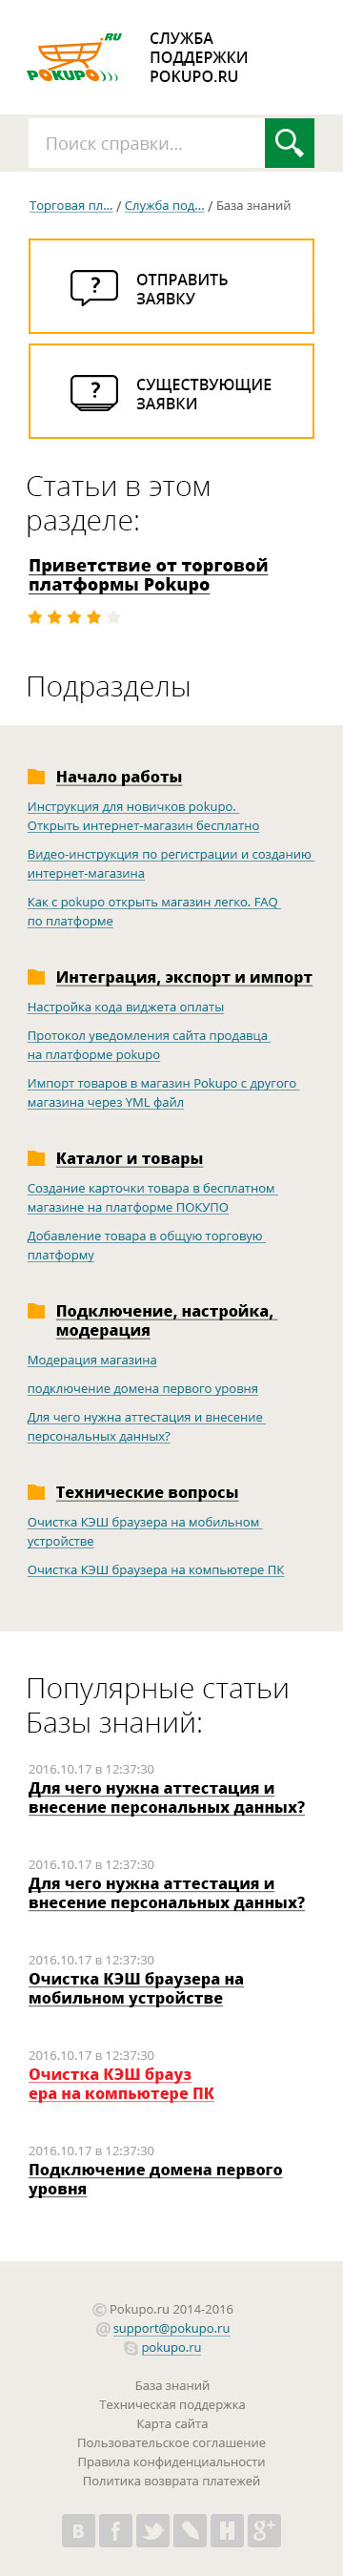 POKUPO.RU
СЛУЖБА
ПОДДЕРЖКИ
POKUPO.RU
Поиск справки...
Торговая пл... / Служба под... / База знаний
?
ОТПРАВИТЬ
ЗАЯВКУ
?
СУЩЕСТВУЮЩИЕ
ЗАЯВКИ
Статьи в этом
разделе:
Приветствие от торговой
платформы Pokupo
Подразделы
Начало работы
Инструкция для новичков pokupo.
Открыть интернет-магазин бесплатно
Видео-инструкция по регистрации и созданию
интернет-магазина
Как с pokupo открыть магазин легко. FAQ
по платформе
Интеграция, экспорт и импорт
Настройка кода виджета оплаты
Протокол уведомления сайта продавца
на платформе pokupo
Импорт товаров в магазин Pokupo с другого
магазина через YML файл
Каталог и товары
Создание карточки товара в бесплатном
магазине на платформе ПОКУПО
Добавление товара в общую торговую
платформу
Подключение, настройка,
модерация
Модерация магазина
подключение домена первого уровня
Для чего нужна аттестация и внесение
персональных данных?
Технические вопросы
Очистка КЭШ браузера на мобильном
устройстве
Очистка КЭШ браузера на компьютере ПК
Популярные статьи
Базы знаний:
2016.10.17 в 12:37:30
Для чего нужна аттестация и
внесение персональных данных?
2016.10.17 в 12:37:30
Для чего нужна аттестация и
внесение персональных данных?
2016.10.17 в 12:37:30
Очистка КЭШ браузера на
мобильном устройстве
2016.10.17 в 12:37:30
Очистка КЭШ брауз
ера на компьютере ПК
2016.10.17 в 12:37:30
Подключение домена первого
уровня
© Pokupo.ru 2014-2016
@ support@pokupo.ru
pokupo.ru
База знаний
Техническая поддержка
Карта сайта
Пользовательское соглашение
Правила конфиденциальности
Политика возврата платежей